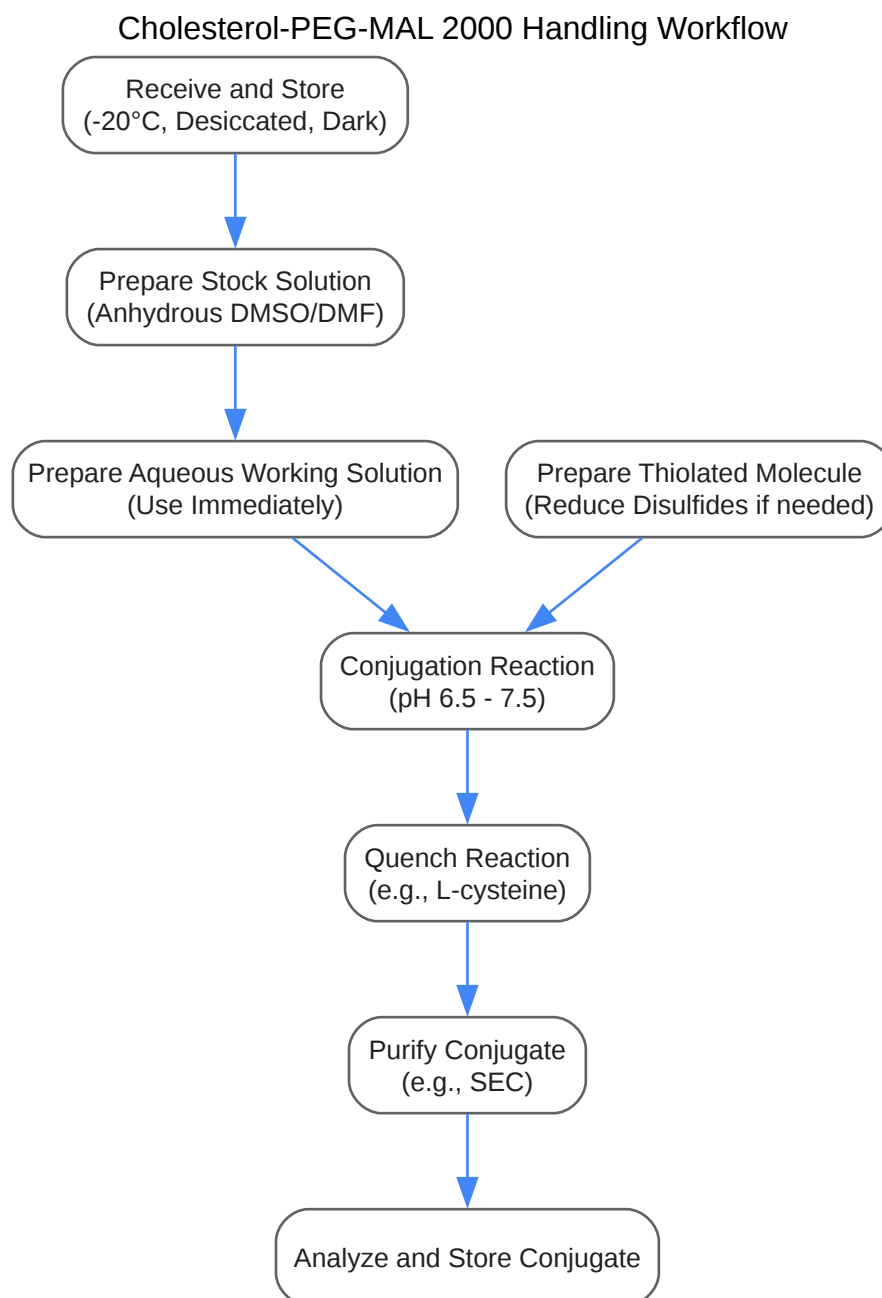 Cholesterol-PEG-MAL 2000 Handling Workflow
Receive and Store
(-20°C, Desiccated, Dark)
Prepare Stock Solution
(Anhydrous DMSO/DMF)
Prepare Aqueous Working Solution
(Use Immediately)
Prepare Thiolated Molecule
(Reduce Disulfides if needed)
Conjugation Reaction
(pH 6.5 - 7.5)
Quench Reaction
(e.g., L-cysteine)
Purify Conjugate
(e.g., SEC)
Analyze and Store Conjugate